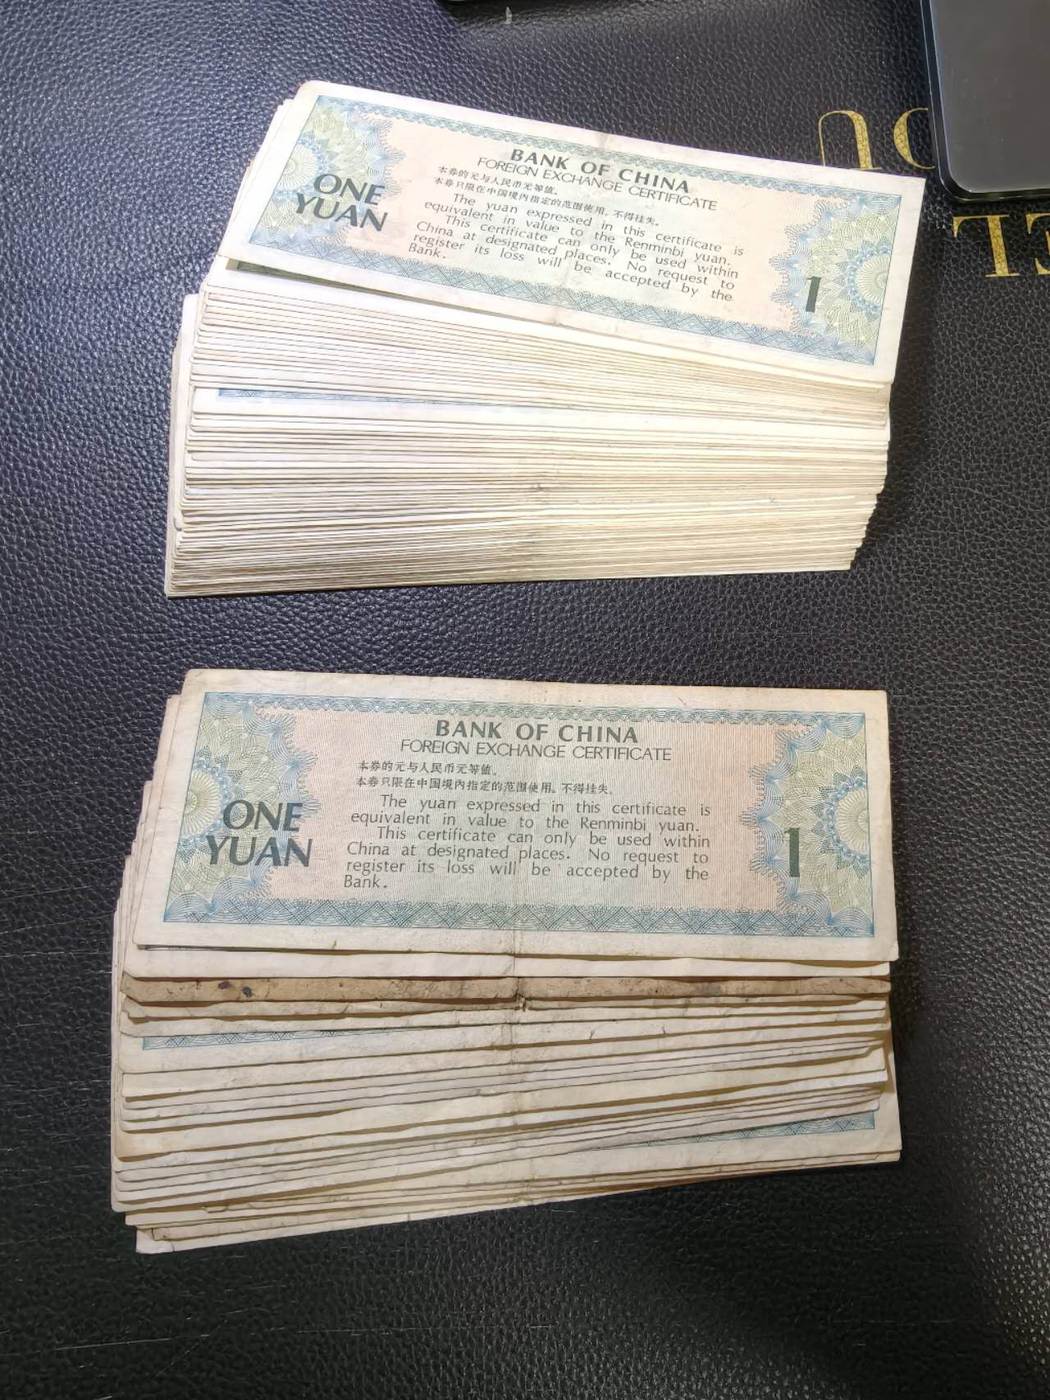 BANK OF CHINA
FOREIGN EXCHANGE CERTIFICATE
本券的元与人民币元等值。
本券只限在中国境内指定的范围使用，不得挂失。
The yuan expressed in this certificate is
equivalent in value to the Renminbi yuan.
This certificate can only be used within
China at designated places. No request to
register its loss will be accepted by the
Bank.
ONE
YUAN
1
BANK OF CHINA
FOREIGN EXCHANGE CERTIFICATE
本券的元与人民币元等值。
本券只限在中国境内指定的范围使用，不得挂失。
The yuan expressed in this certificate is
equivalent in value to the Renminbi yuan.
This certificate can only be used within
China at designated places. No request to
register its loss will be accepted by the
Bank.
ONE
YUAN
1